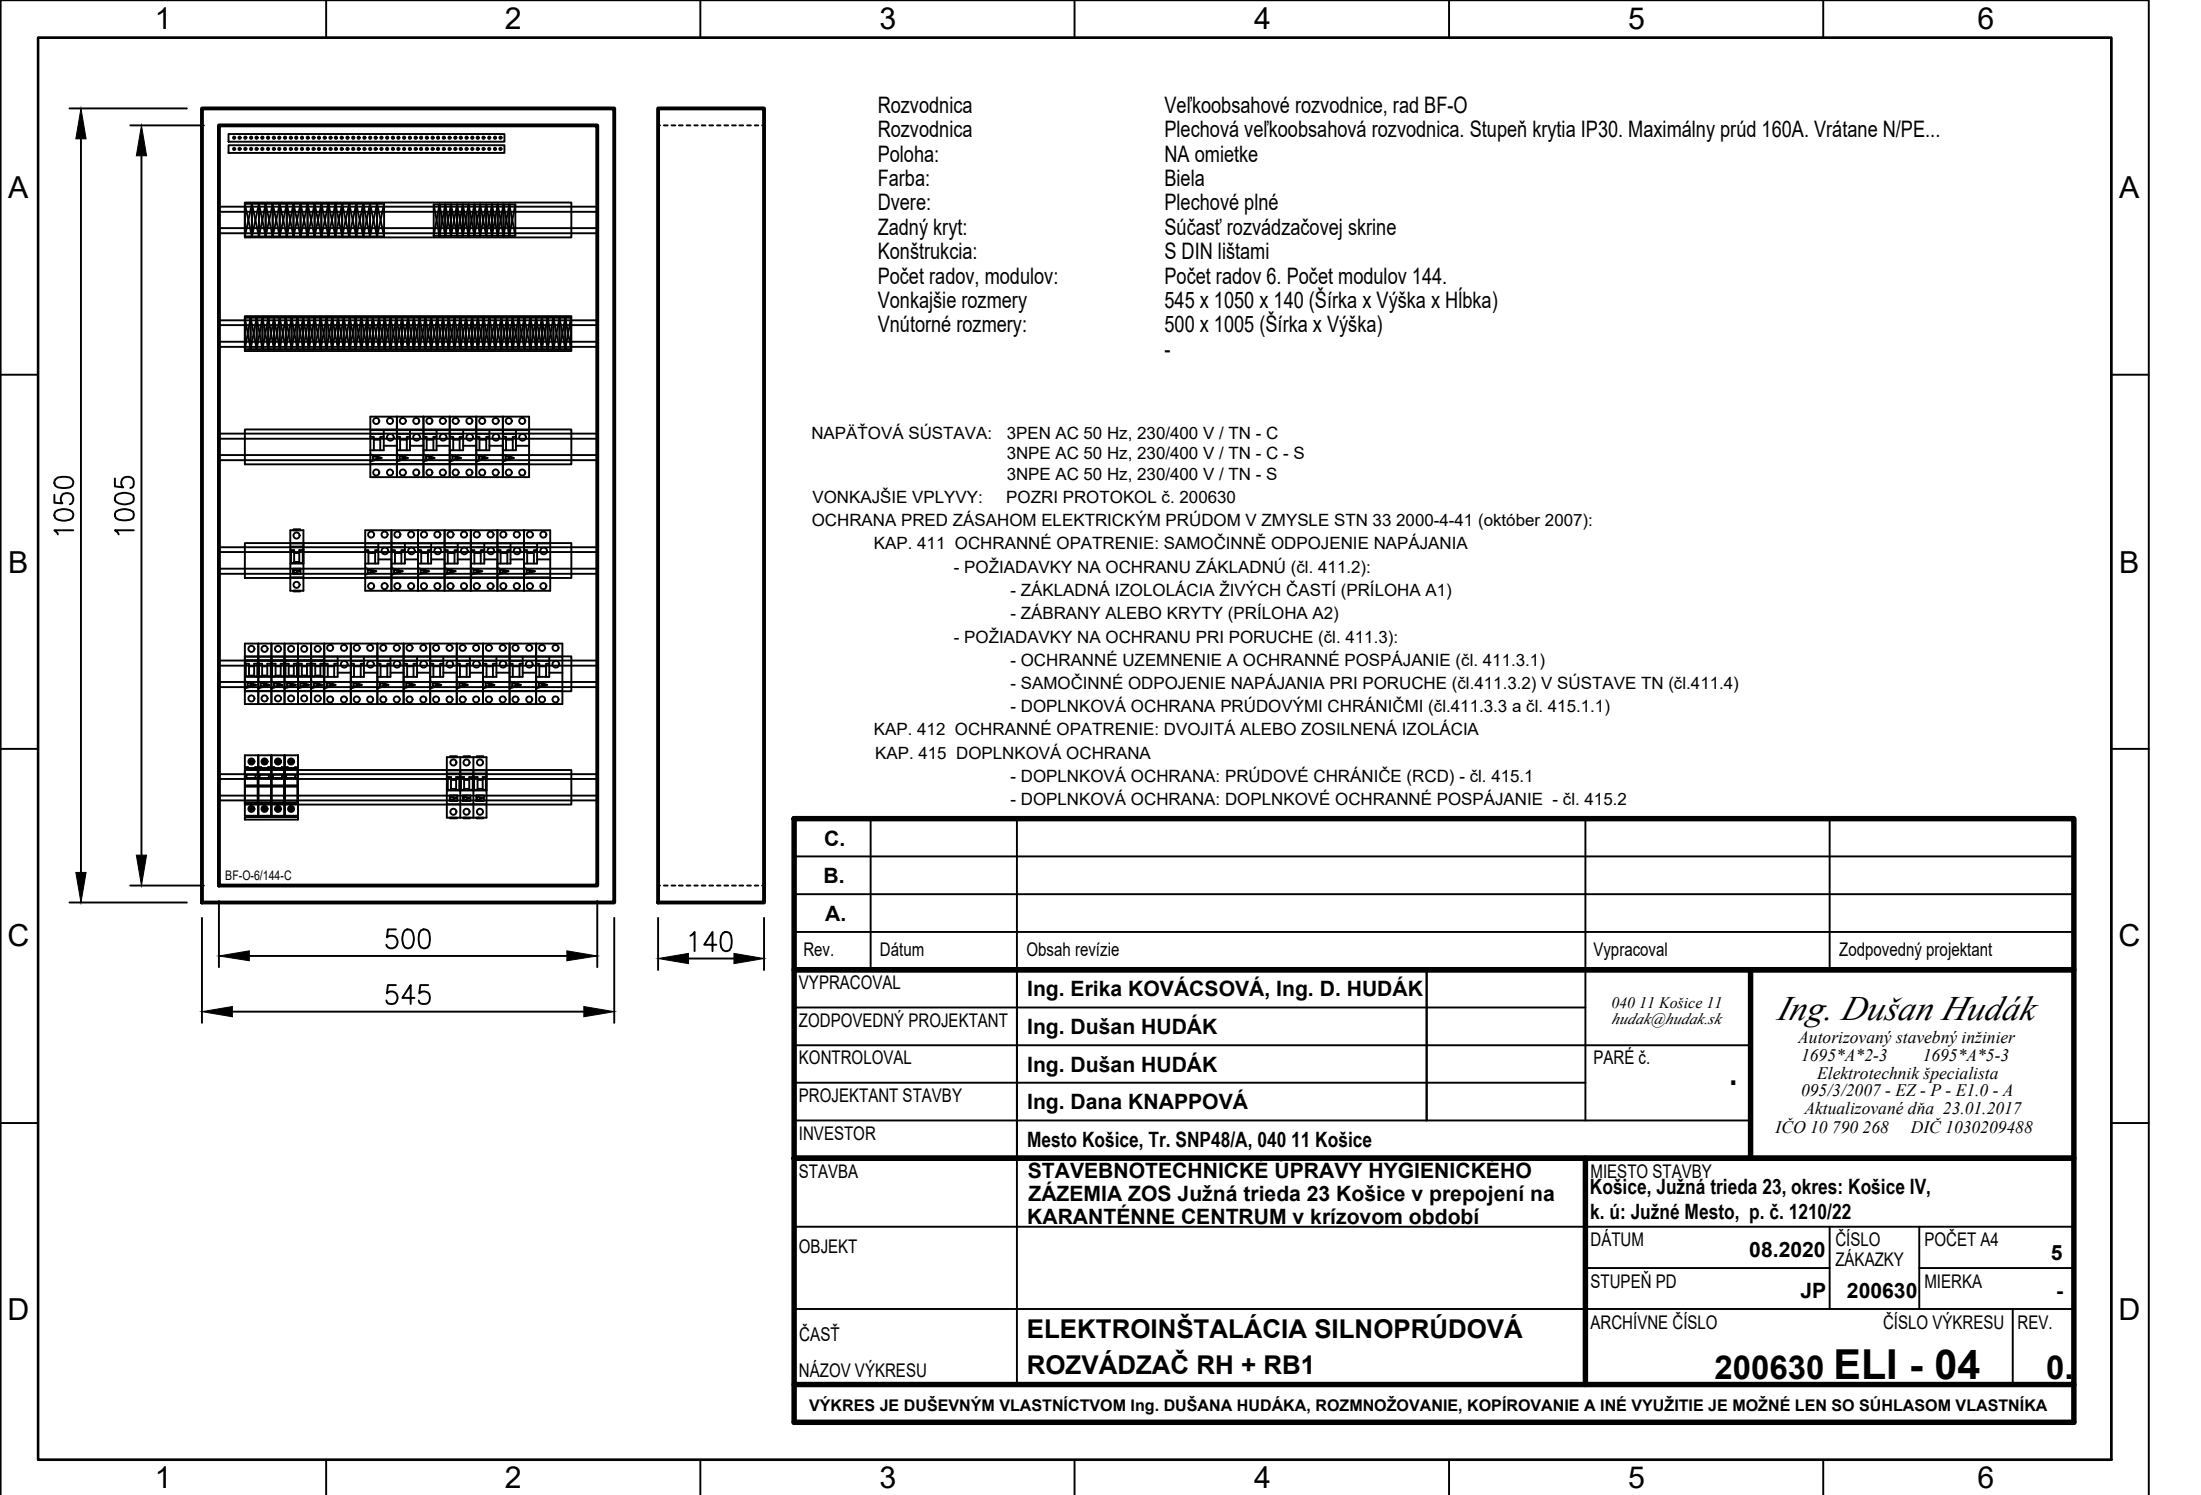 1 2 3 4 5 6
A
B
C
D
A
B
C
D
1050
1005
BF-O-6/144-C
500
545
140
Rozvodnica Veľkoobsahové rozvodnice, rad BF-O
Rozvodnica Plechová veľkoobsahová rozvodnica. Stupeň krytia IP30. Maximálny prúd 160A. Vrátane N/PE...
Poloha: NA omietke
Farba: Biela
Dvere: Plechové plné
Zadný kryt: Súčasť rozvádzačovej skrine
Konštrukcia: S DIN lištami
Počet radov, modulov: Počet radov 6. Počet modulov 144.
Vonkajšie rozmery 545 x 1050 x 140 (Šírka x Výška x Hĺbka)
Vnútorné rozmery: 500 x 1005 (Šírka x Výška)
-
NAPÄŤOVÁ SÚSTAVA: 3PEN AC 50 Hz, 230/400 V / TN - C
3NPE AC 50 Hz, 230/400 V / TN - C - S
3NPE AC 50 Hz, 230/400 V / TN - S
VONKAJŠIE VPLYVY: POZRI PROTOKOL č. 200630
OCHRANA PRED ZÁSAHOM ELEKTRICKÝM PRÚDOM V ZMYSLE STN 33 2000-4-41 (október 2007):
KAP. 411 OCHRANNÉ OPATRENIE: SAMOČINNĚ ODPOJENIE NAPÁJANIA
- POŽIADAVKY NA OCHRANU ZÁKLADNÚ (čl. 411.2):
- ZÁKLADNÁ IZOLOLÁCIA ŽIVÝCH ČASTÍ (PRÍLOHA A1)
- ZÁBRANY ALEBO KRYTY (PRÍLOHA A2)
- POŽIADAVKY NA OCHRANU PRI PORUCHE (čl. 411.3):
- OCHRANNÉ UZEMNENIE A OCHRANNÉ POSPÁJANIE (čl. 411.3.1)
- SAMOČINNÉ ODPOJENIE NAPÁJANIA PRI PORUCHE (čl.411.3.2) V SÚSTAVE TN (čl.411.4)
- DOPLNKOVÁ OCHRANA PRÚDOVÝMI CHRÁNIČMI (čl.411.3.3 a čl. 415.1.1)
KAP. 412 OCHRANNÉ OPATRENIE: DVOJITÁ ALEBO ZOSILNENÁ IZOLÁCIA
KAP. 415 DOPLNKOVÁ OCHRANA
- DOPLNKOVÁ OCHRANA: PRÚDOVÉ CHRÁNIČE (RCD) - čl. 415.1
- DOPLNKOVÁ OCHRANA: DOPLNKOVÉ OCHRANNÉ POSPÁJANIE - čl. 415.2
C.
B.
A.
Rev. Dátum Obsah revízie Vypracoval Zodpovedný projektant
VYPRACOVAL Ing. Erika KOVÁCSOVÁ, Ing. D. HUDÁK
ZODPOVEDNÝ PROJEKTANT Ing. Dušan HUDÁK
KONTROLOVAL Ing. Dušan HUDÁK
PROJEKTANT STAVBY Ing. Dana KNAPPOVÁ
INVESTOR Mesto Košice, Tr. SNP48/A, 040 11 Košice
040 11 Košice 11
hudak@hudak.sk
PARÉ č.
.
Ing. Dušan Hudák
Autorizovaný stavebný inžinier
1695*A*2-3 1695*A*5-3
Elektrotechnik špecialista
095/3/2007 - EZ - P - E1.0 - A
Aktualizované dňa 23.01.2017
IČO 10 790 268 DIČ 1030209488
STAVBA
STAVEBNOTECHNICKÉ ÚPRAVY HYGIENICKÉHO
ZÁZEMIA ZOS Južná trieda 23 Košice v prepojení na
KARANTÉNNE CENTRUM v krízovom období
MIESTO STAVBY
Košice, Južná trieda 23, okres: Košice IV,
k. ú: Južné Mesto, p. č. 1210/22
OBJEKT
DÁTUM 08.2020
ČÍSLO
ZÁKAZKY
200630
POČET A4 5
STUPEŇ PD JP
MIERKA -
ČASŤ ELEKTROINŠTALÁCIA SILNOPRÚDOVÁ
NÁZOV VÝKRESU ROZVÁDZAČ RH + RB1
ARCHÍVNE ČÍSLO ČÍSLO VÝKRESU REV.
200630 ELI - 04 0.
VÝKRES JE DUŠEVNÝM VLASTNÍCTVOM Ing. DUŠANA HUDÁKA, ROZMNOŽOVANIE, KOPÍROVANIE A INÉ VYUŽITIE JE MOŽNÉ LEN SO SÚHLASOM VLASTNÍKA
1 2 3 4 5 6